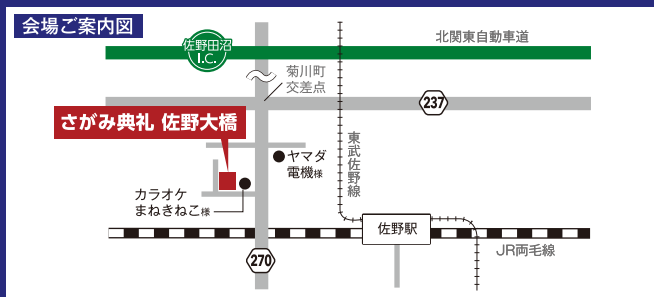 会場ご案内図
北関東自動車道
佐野田沼
I.C.
菊川町
交差点
237
さがみ典礼 佐野大橋
東武佐野線
ヤマダ
電機様
カラオケ
まねきねこ様
佐野駅
JR両毛線
270